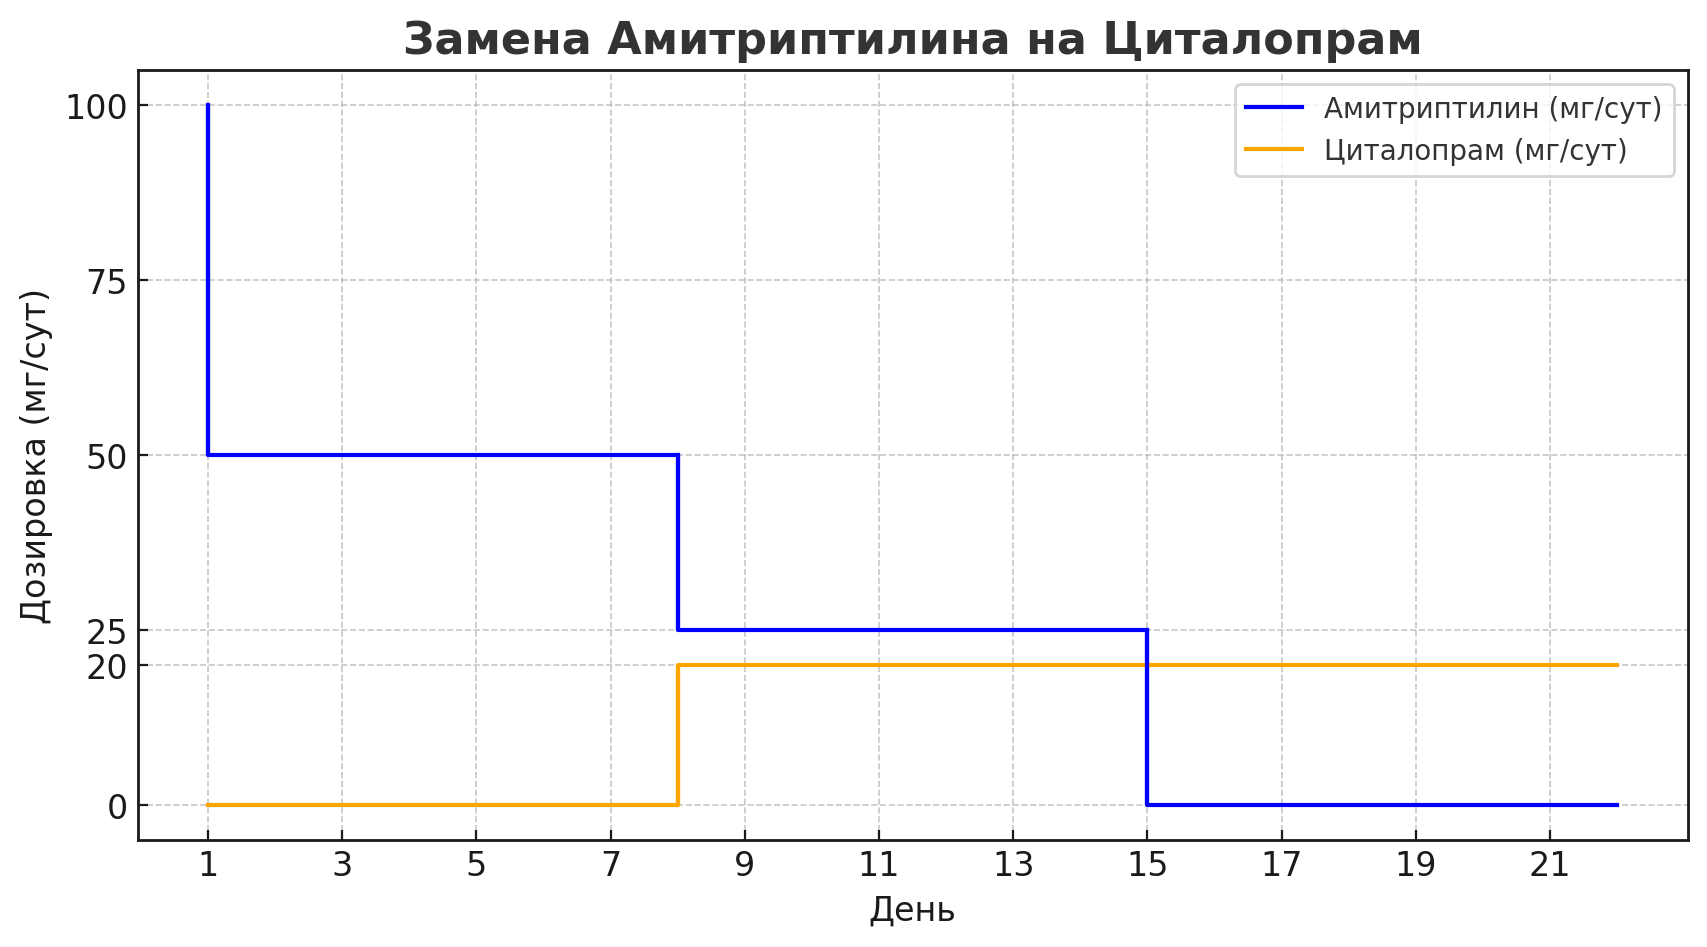 Замена Амитриптилина на Циталопрам
Амитриптилин (мг/сут)
Циталопрам (мг/сут)
Дозировка (мг/сут)
100
75
50
25
20
0
1 3 5 7 9 11 13 15 17 19 21
День